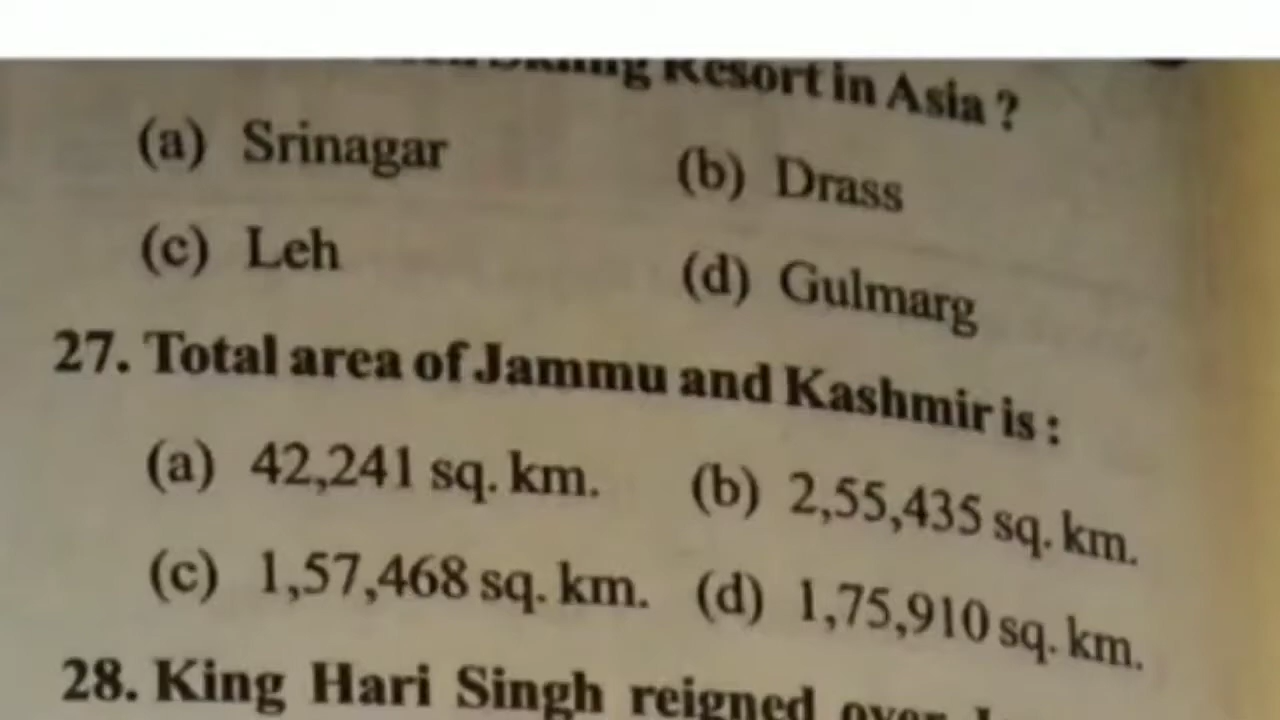 Skiing Resort in Asia ?
(a) Srinagar (b) Drass
(c) Leh (d) Gulmarg
27. Total area of Jammu and Kashmir is :
(a) 42,241 sq. km. (b) 2,55,435 sq. km.
(c) 1,57,468 sq. km. (d) 1,75,910 sq. km.
28. King Hari Singh reigned over